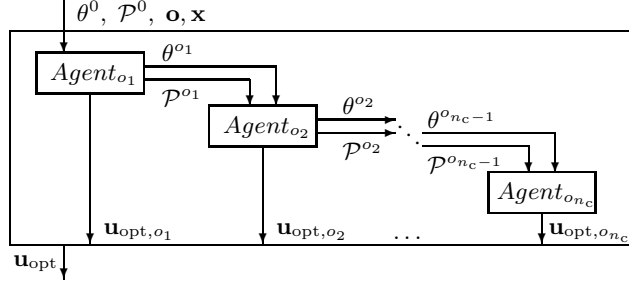 θ^0, 𝒫^0, 𝐨, 𝐱
θ^{o_1}
Agent_{o_1}
𝒫^{o_1}
θ^{o_2}
Agent_{o_2}
𝒫^{o_2}
⋱
θ^{o_{n_c−1}}
𝒫^{o_{n_c−1}}
Agent_{o_{n_c}}
𝐮_{opt,o_1}
𝐮_{opt,o_2}
...
𝐮_{opt,o_{n_c}}
𝐮_{opt}